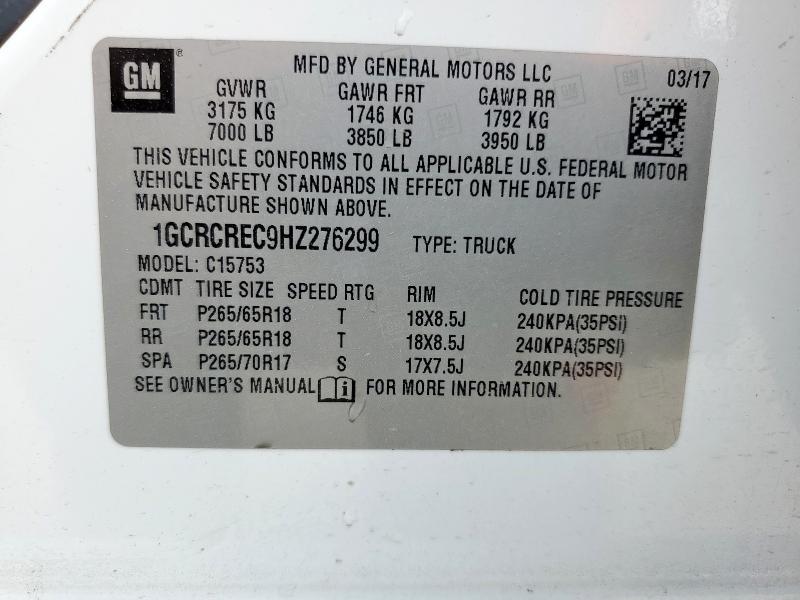 GM
MFD BY GENERAL MOTORS LLC 03/17
GVWR GAWR FRT GAWR RR
3175 KG 1746 KG 1792 KG
7000 LB 3850 LB 3950 LB
THIS VEHICLE CONFORMS TO ALL APPLICABLE U.S. FEDERAL MOTOR
VEHICLE SAFETY STANDARDS IN EFFECT ON THE DATE OF
MANUFACTURE SHOWN ABOVE.
1GCRCREC9HZ276299 TYPE: TRUCK
MODEL: C15753
CDMT TIRE SIZE SPEED RTG RIM COLD TIRE PRESSURE
FRT P265/65R18 T 18X8.5J 240KPA(35PSI)
RR P265/65R18 T 18X8.5J 240KPA(35PSI)
SPA P265/70R17 S 17X7.5J 240KPA(35PSI)
SEE OWNER'S MANUAL i FOR MORE INFORMATION.